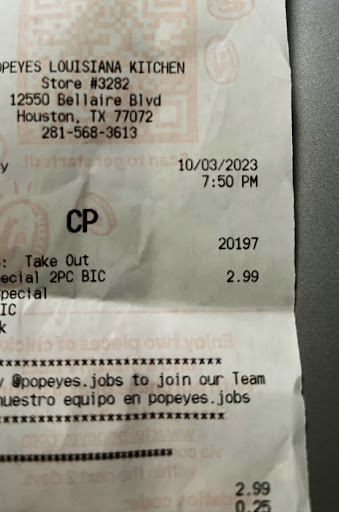 OPEYES LOUISIANA KITCHEN
Store #3282
12550 Bellaire Blvd
Houston, TX 77072
281-568-3613
y 10/03/2023
7:50 PM
CP
20197
: Take Out
ecial 2PC BIC 2.99
pecial
IC
k
****************************
y @popeyes.jobs to join our Team
nuestro equipo en popeyes.jobs
****************************
****************************
2.99
0.25